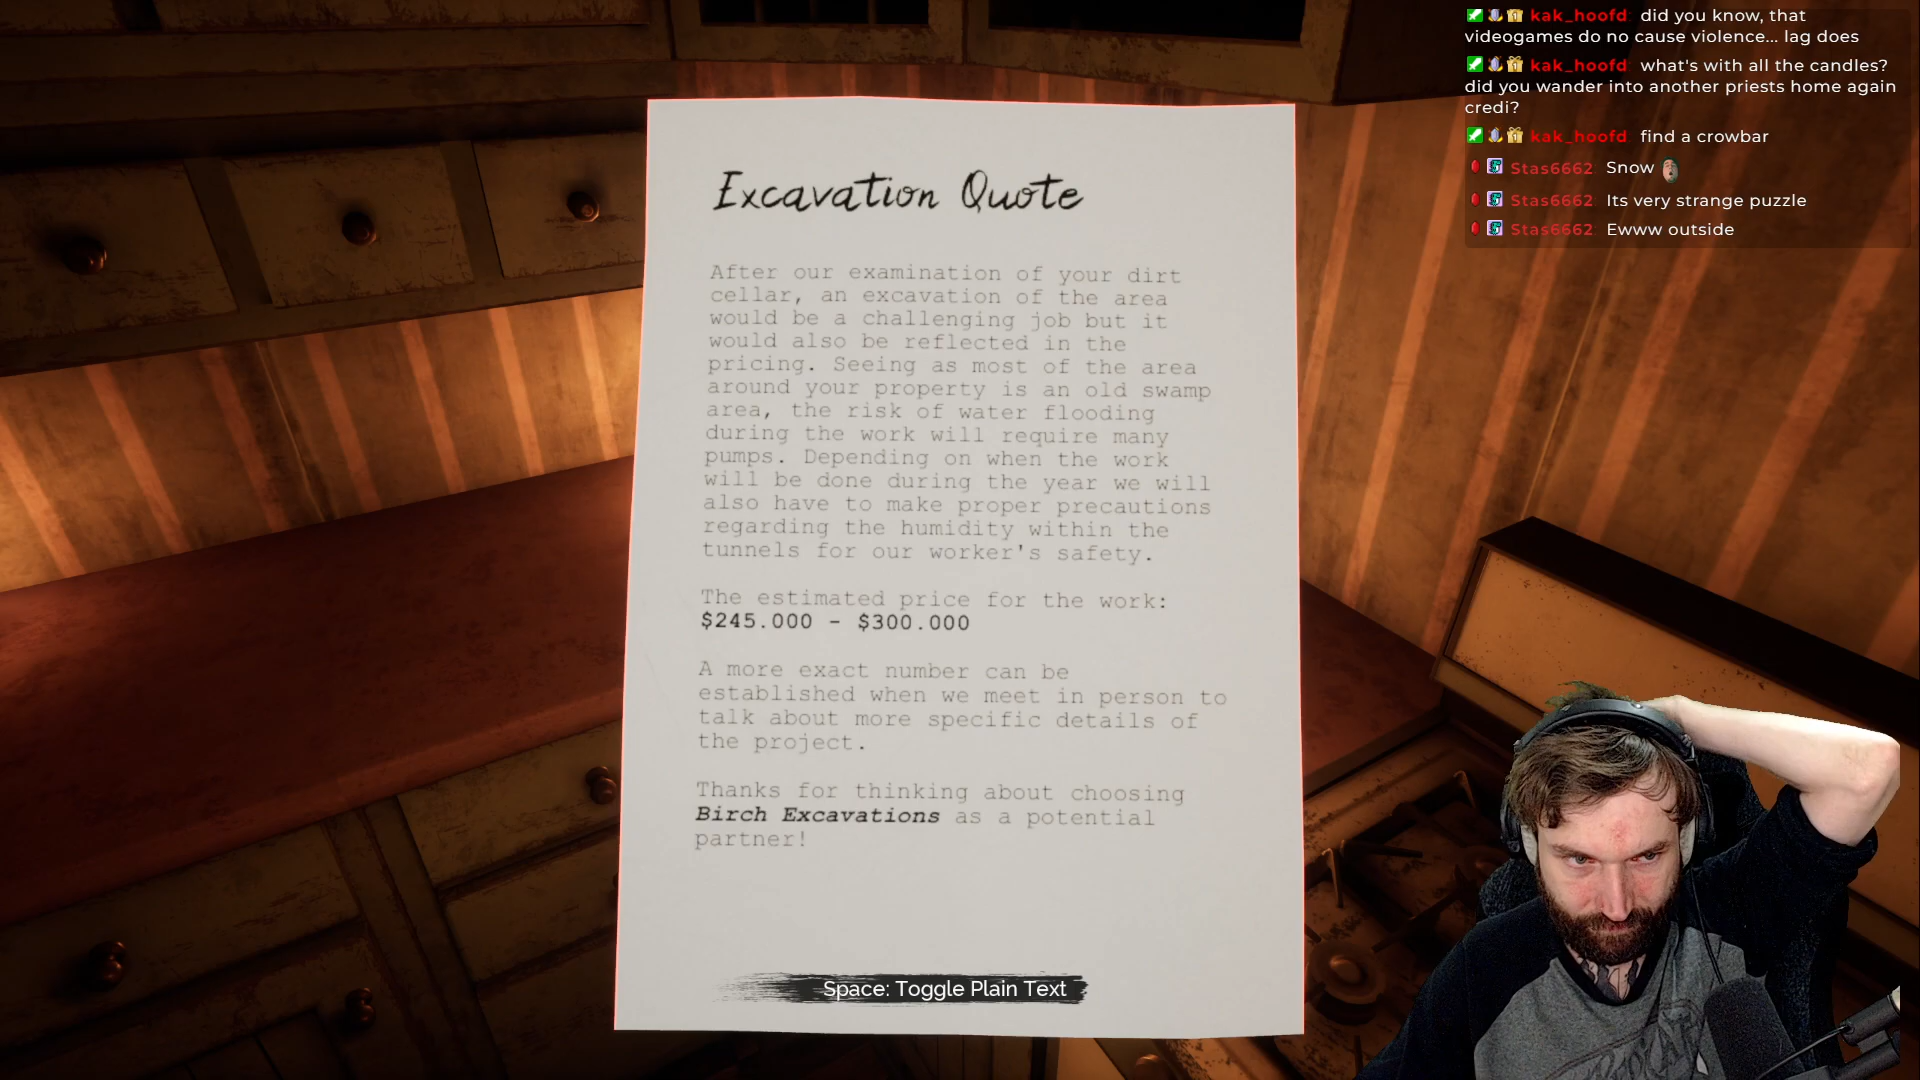 Excavation Quote
After our examination of your dirt
cellar, an excavation of the area
would be a challenging job but it
would also be reflected in the
pricing. Seeing as most of the area
around your property is an old swamp
area, the risk of water flooding
during the work will require many
pumps. Depending on when the work
will be done during the year we will
also have to make proper precautions
regarding the humidity within the
tunnels for our worker's safety.
The estimated price for the work:
$245.000 - $300.000
A more exact number can be
established when we meet in person to
talk about more specific details of
the project.
Thanks for thinking about choosing
Birch Excavations as a potential
partner!
Space: Toggle Plain Text
kak_hoofd did you know, that
videogames do no cause violence... lag does
kak_hoofd what's with all the candles?
did you wander into another priests home again
credi?
kak_hoofd find a crowbar
Stas6662 Snow
Stas6662 Its very strange puzzle
Stas6662 Ewww outside